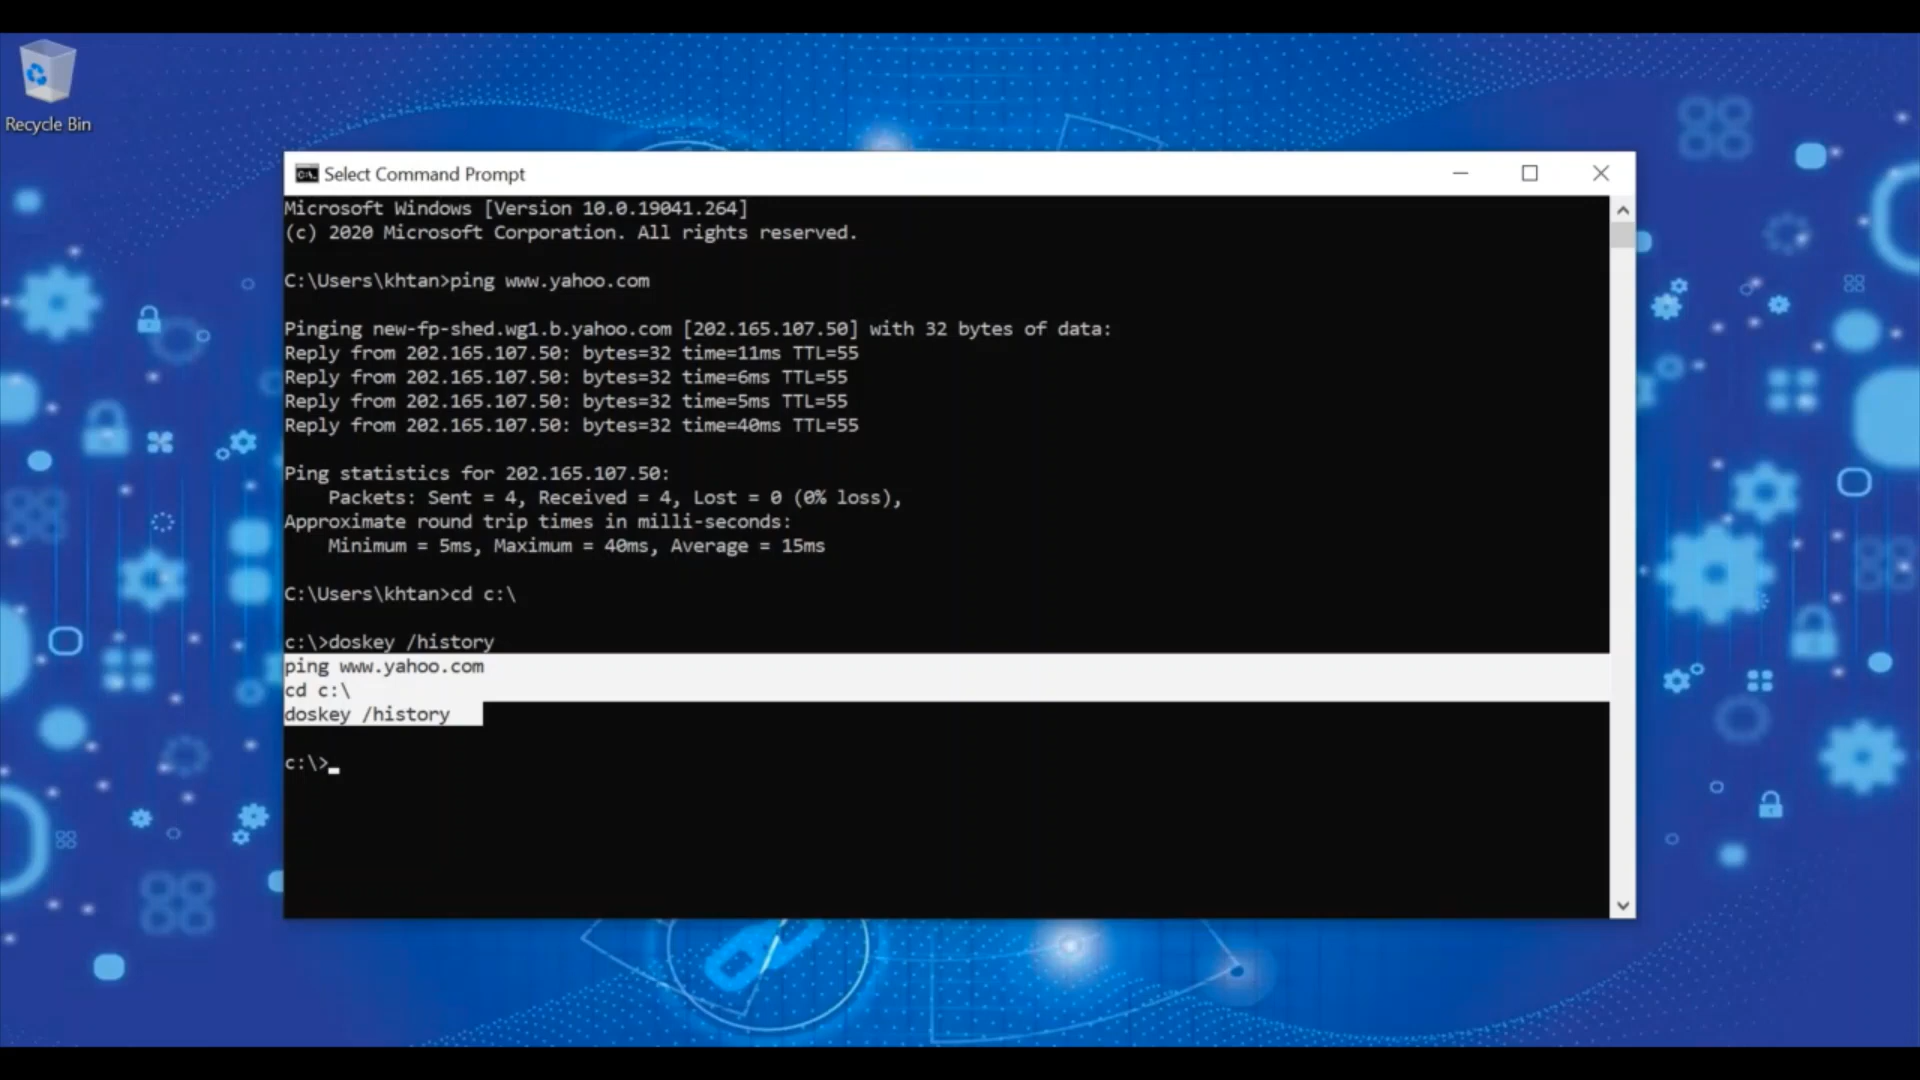 Recycle Bin
Select Command Prompt
Microsoft Windows [Version 10.0.19041.264]
(c) 2020 Microsoft Corporation. All rights reserved.
C:\Users\khtan>ping www.yahoo.com
Pinging new-fp-shed.wg1.b.yahoo.com [202.165.107.50] with 32 bytes of data:
Reply from 202.165.107.50: bytes=32 time=11ms TTL=55
Reply from 202.165.107.50: bytes=32 time=6ms TTL=55
Reply from 202.165.107.50: bytes=32 time=5ms TTL=55
Reply from 202.165.107.50: bytes=32 time=40ms TTL=55
Ping statistics for 202.165.107.50:
Packets: Sent = 4, Received = 4, Lost = 0 (0% loss),
Approximate round trip times in milli-seconds:
Minimum = 5ms, Maximum = 40ms, Average = 15ms
C:\Users\khtan>cd c:\
c:\>doskey /history
ping www.yahoo.com
cd c:\
doskey /history
c:\>